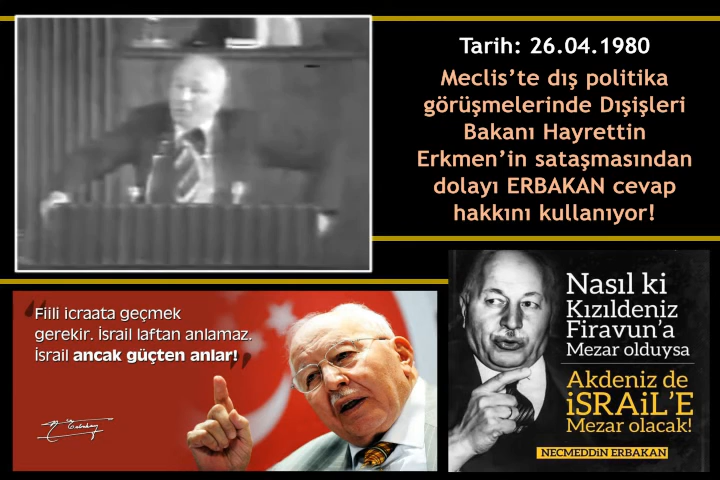 Tarih: 26.04.1980
Meclis’te dış politika
görüşmelerinde Dışişleri
Bakanı Hayrettin
Erkmen’in sataşmasından
dolayı ERBAKAN cevap
hakkını kullanıyor!
“Fiili icraata geçmek
gerekir. İsrail laftan anlamaz.
İsrail ancak güçten anlar!”
Nasıl ki
Kızıldeniz
Firavun’a
Mezar olduysa
Akdeniz de
iSRAiL’E
Mezar olacak!
NECMEDDiN ERBAKAN